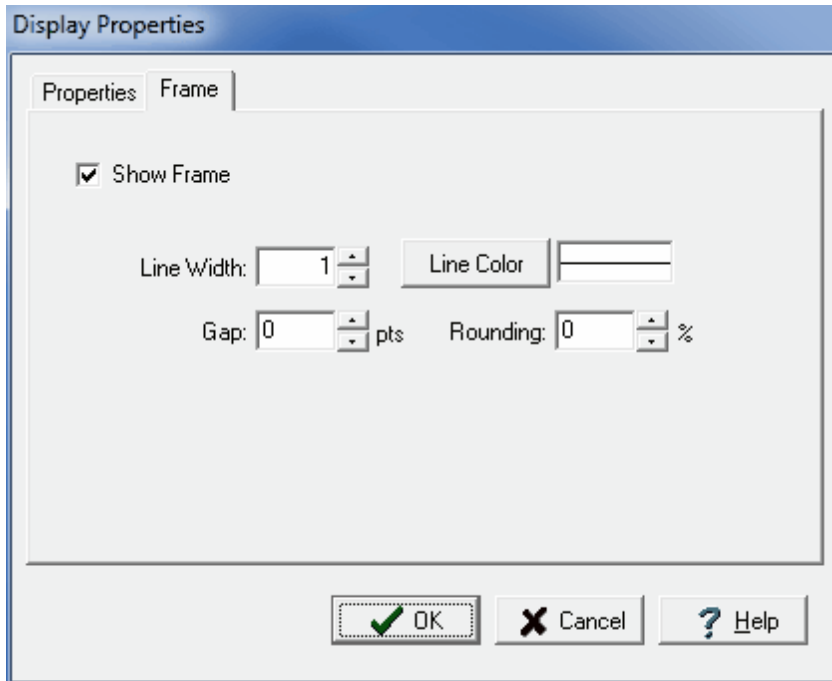 Display Properties
Properties Frame
Show Frame
Line Width: 1 Line Color
Gap: 0 pts Rounding: 0 %
OK Cancel Help